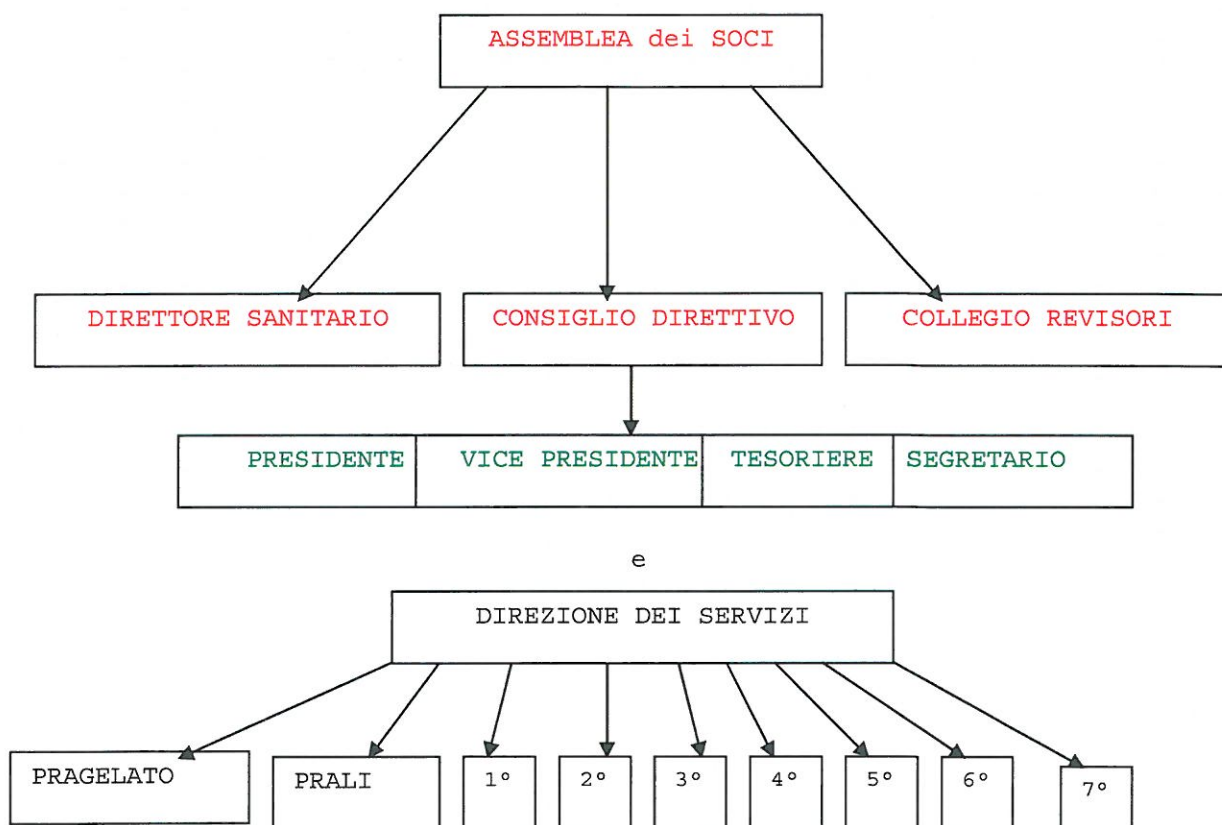 ASSEMBLEA dei SOCI
DIRETTORE SANITARIO
CONSIGLIO DIRETTIVO
COLLEGIO REVISORI
PRESIDENTE
VICE PRESIDENTE
TESORIERE
SEGRETARIO
e
DIREZIONE DEI SERVIZI
PRAGELATO
PRALI
1°
2°
3°
4°
5°
6°
7°